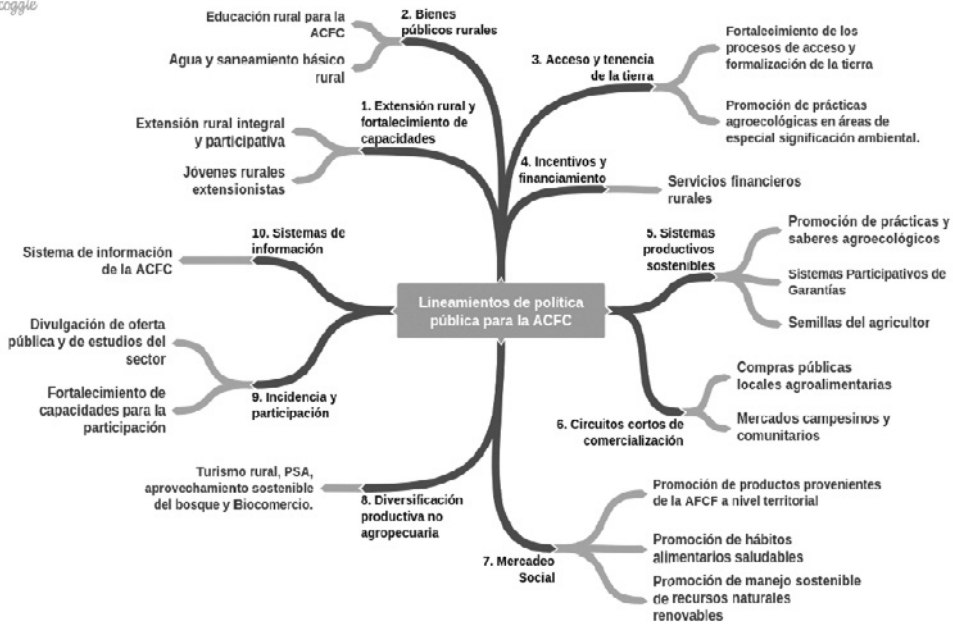 coggle
Educación rural para la
ACFC
Agua y saneamiento básico
rural
2. Bienes
públicos rurales
Extensión rural integral
y participativa
Jóvenes rurales
extensionistas
1. Extensión rural y
fortalecimiento de
capacidades
3. Acceso y tenencia
de la tierra
Fortalecimiento de los
procesos de acceso y
formalización de la tierra
Promoción de prácticas
agroecológicas en áreas de
especial significación ambiental.
4. Incentivos y
financiamiento
Servicios financieros
rurales
5. Sistemas
productivos
sostenibles
Promoción de prácticas y
saberes agroecológicos
Sistemas Participativos de
Garantías
Semillas del agricultor
Sistema de información
de la ACFC
10. Sistemas de
información
Lineamientos de política
pública para la ACFC
Divulgación de oferta
pública y de estudios del
sector
Fortalecimiento de
capacidades para la
participación
9. Incidencia y
participación
6. Circuitos cortos de
comercialización
Compras públicas
locales agroalimentarias
Mercados campesinos y
comunitarios
Turismo rural, PSA,
aprovechamiento sostenible
del bosque y Biocomercio.
8. Diversificación
productiva no
agropecuaria
7. Mercadeo
Social
Promoción de productos provenientes
de la AFCF a nivel territorial
Promoción de hábitos
alimentarios saludables
Promoción de manejo sostenible
de recursos naturales
renovables